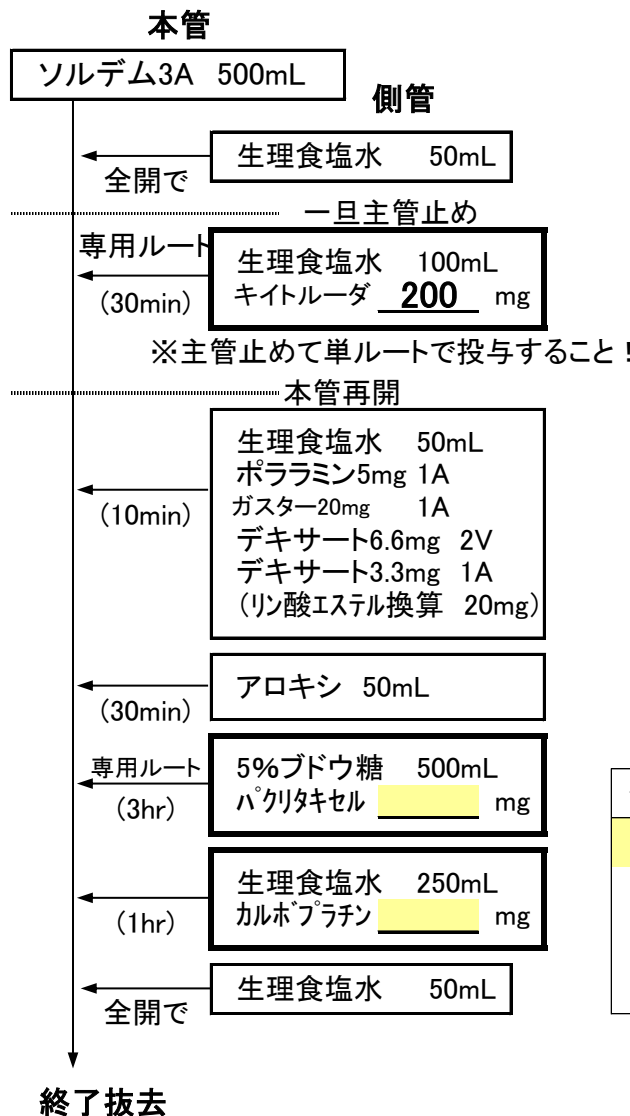 本管
ソルデム3A 500mL
側管
生理食塩水 50mL
全開で
一旦主管止め
専用ルート
生理食塩水 100mL
キイトルーダ 200 mg
(30min)
※主管止めて単ルートで投与すること!
本管再開
生理食塩水 50mL
ポララミン5mg 1A
ガスター20mg 1A
(10min)
デキサート6.6mg 2V
デキサート3.3mg 1A
(リン酸エステル換算 20mg)
アロキシ 50mL
(30min)
専用ルート
5%ブドウ糖 500mL
パクリタキセル mg
(3hr)
生理食塩水 250mL
カルボプラチン mg
(1hr)
生理食塩水 50mL
全開で
終了抜去